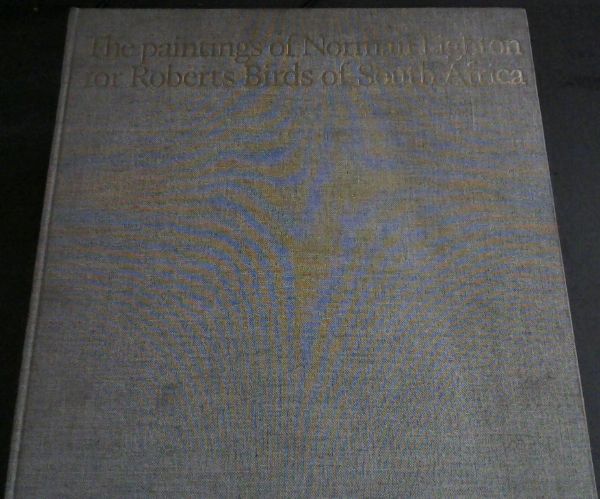 The paintings of Norman Lighton
for Roberts Birds of South Africa